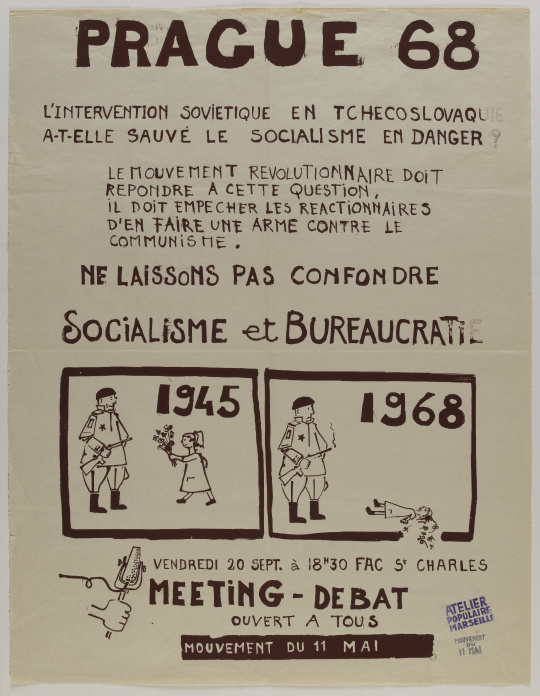 PRAGUE 68
L'INTERVENTION SOVIETIQUE EN TCHECOSLOVAQUIE
A-T-ELLE SAUVÉ LE SOCIALISME EN DANGER ?
LE MOUVEMENT REVOLUTIONNAIRE DOIT
REPONDRE A CETTE QUESTION,
IL DOIT EMPECHER LES REACTIONNAIRES
D'EN FAIRE UNE ARME CONTRE LE
COMMUNISME.
NE LAISSONS PAS CONFONDRE
SOCIALISME et BUREAUCRATIE
1945
1968
VENDREDI 20 SEPT. à 18H30 FAC St CHARLES
MEETING - DEBAT
OUVERT A TOUS
MOUVEMENT DU 11 MAI
ATELIER
POPULAIRE
MARSEILLE
MOUVEMENT
DU
11 MAI